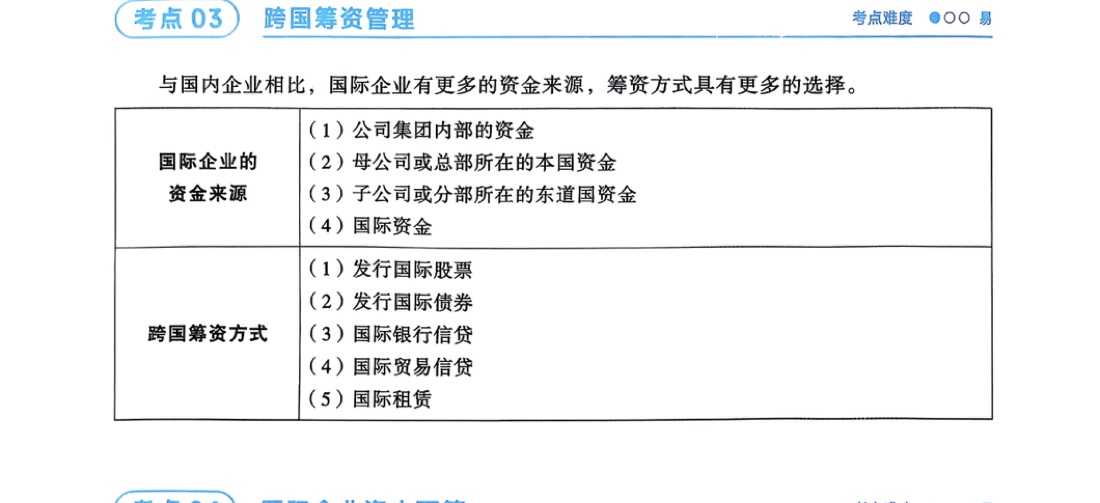 考点 03 跨国筹资管理 考点难度 易
与国内企业相比，国际企业有更多的资金来源，筹资方式具有更多的选择。
国际企业的
资金来源
（1）公司集团内部的资金
（2）母公司或总部所在的本国资金
（3）子公司或分部所在的东道国资金
（4）国际资金
跨国筹资方式
（1）发行国际股票
（2）发行国际债券
（3）国际银行信贷
（4）国际贸易信贷
（5）国际租赁